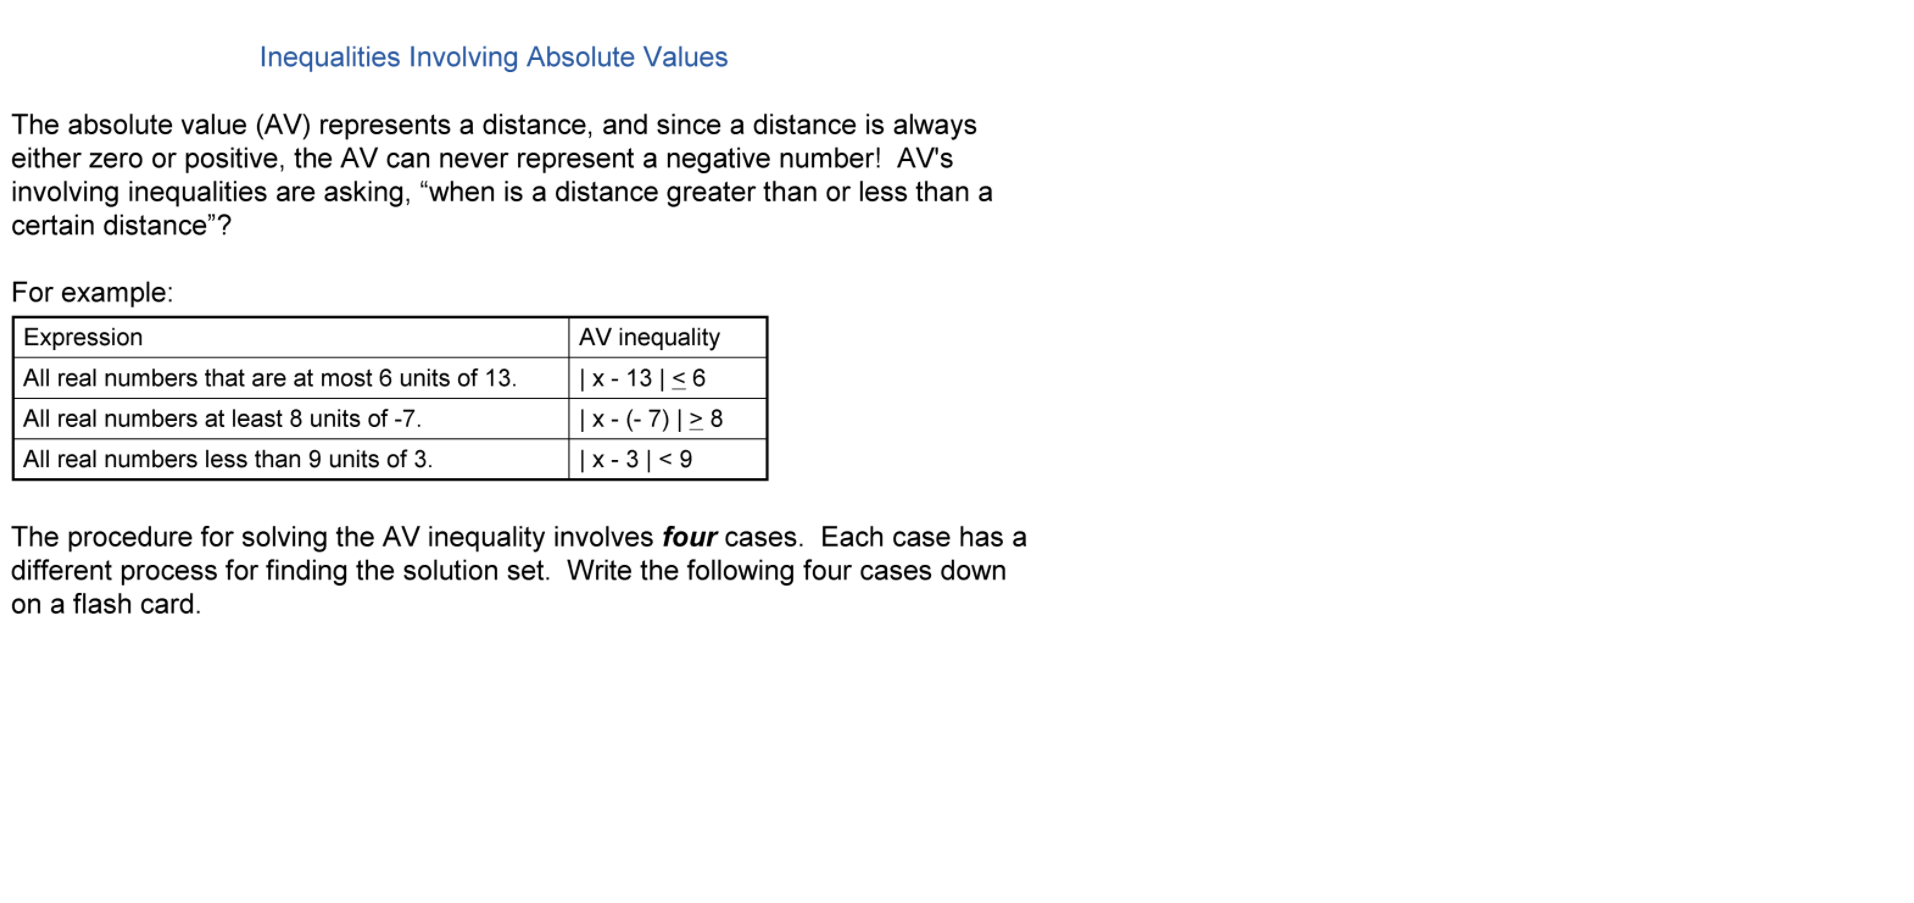 Inequalities Involving Absolute Values
The absolute value (AV) represents a distance, and since a distance is always
either zero or positive, the AV can never represent a negative number!  AV's
involving inequalities are asking, “when is a distance greater than or less than a
certain distance”?
For example:
Expression | AV inequality
All real numbers that are at most 6 units of 13. | | x - 13 | ≤ 6
All real numbers at least 8 units of -7. | | x - (- 7) | ≥ 8
All real numbers less than 9 units of 3. | | x - 3 | < 9
The procedure for solving the AV inequality involves four cases.  Each case has a
different process for finding the solution set.  Write the following four cases down
on a flash card.